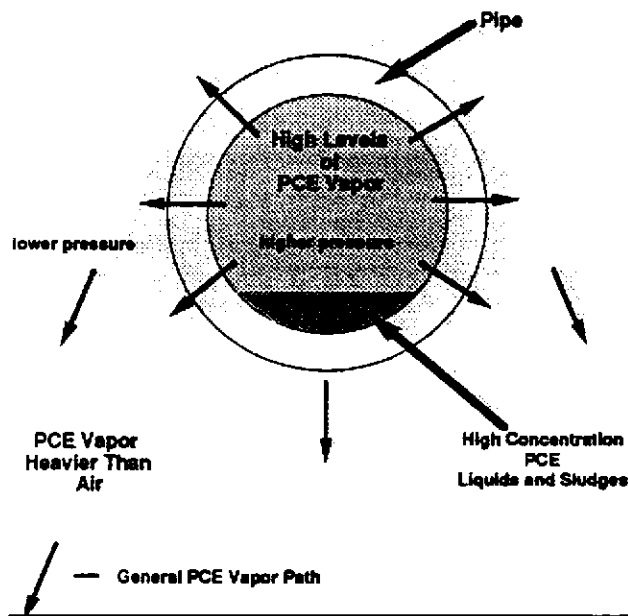 Pipe
High Levels
of
PCE Vapor
lower pressure
higher pressure
PCE Vapor
Heavier Than
Air
High Concentration
PCE
Liquids and Sludges
General PCE Vapor Path